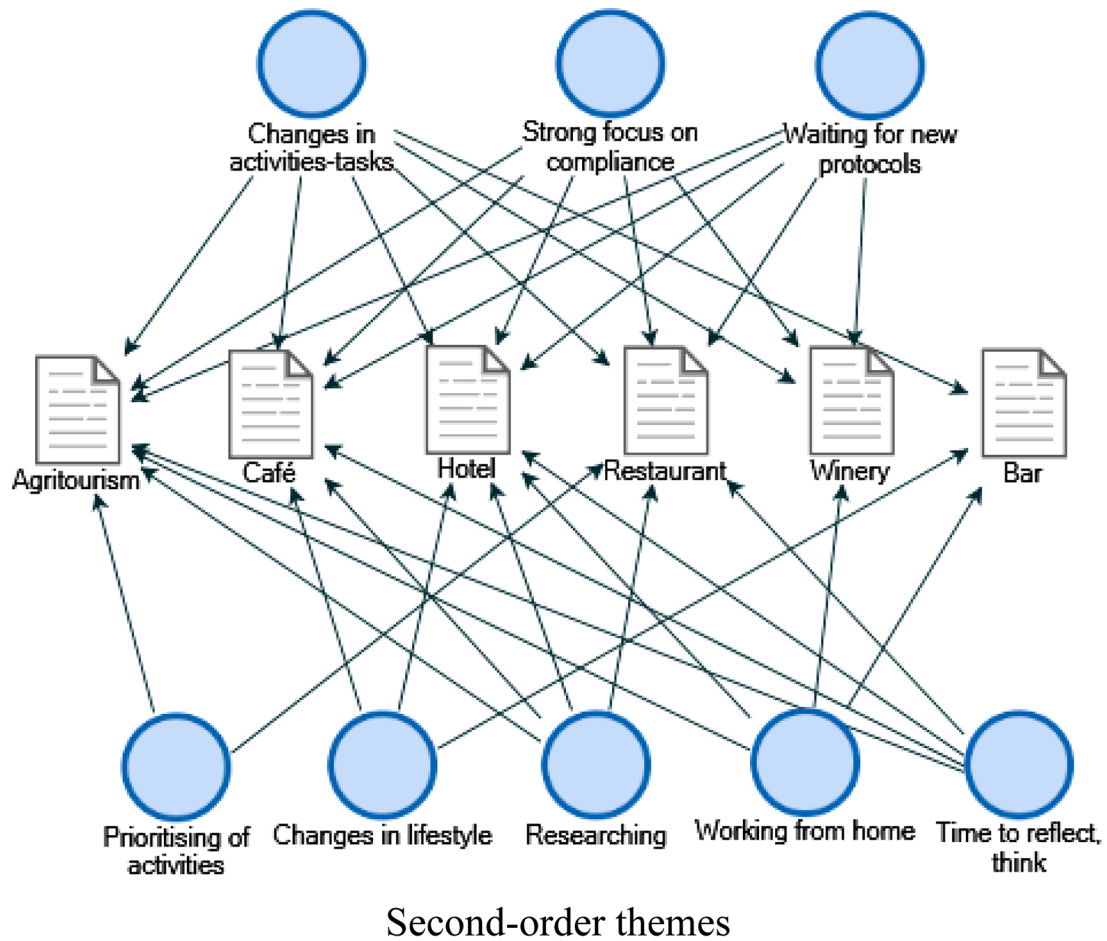 Changes in
activities-tasks
Strong focus on
compliance
Waiting for new
protocols
Agritourism
Café
Hotel
Restaurant
Winery
Bar
Prioritising of
activities
Changes in lifestyle
Researching
Working from home
Time to reflect,
think
Second-order themes